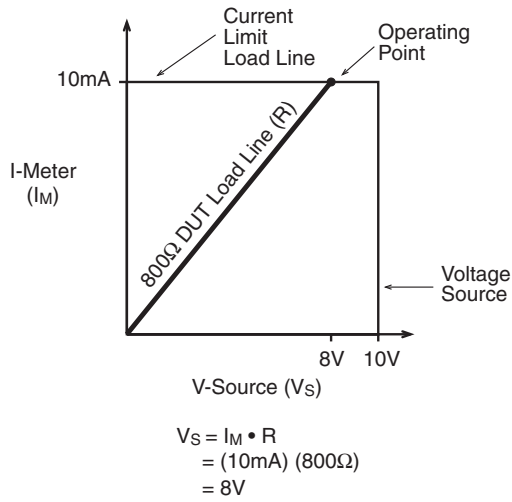 Current
Limit
Load Line
Operating
Point
10mA
I-Meter
(IM)
800Ω DUT Load Line (R)
Voltage
Source
8V 10V
V-Source (VS)
VS = IM • R
= (10mA) (800Ω)
= 8V